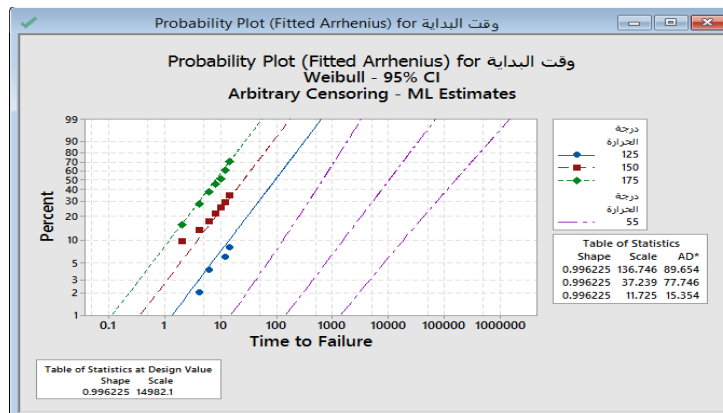 Probability Plot (Fitted Arrhenius) for وقت البداية
Probability Plot (Fitted Arrhenius) for وقت البداية
Weibull - 95% CI
Arbitrary Censoring - ML Estimates
99
90
80
70
60
50
40
30
20
10
5
3
2
1
Percent
0.1 1 10 100 1000 10000 100000 1000000
Time to Failure
درجة
الحرارة
125
150
175
درجة
الحرارة
55
Table of Statistics
Shape Scale AD*
0.996225 136.746 89.654
0.996225 37.239 77.746
0.996225 11.725 15.354
Table of Statistics at Design Value
Shape Scale
0.996225 14982.1